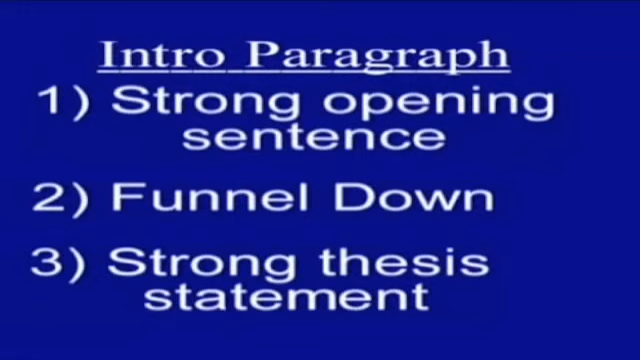 Intro Paragraph
1) Strong opening
sentence
2) Funnel Down
3) Strong thesis
statement